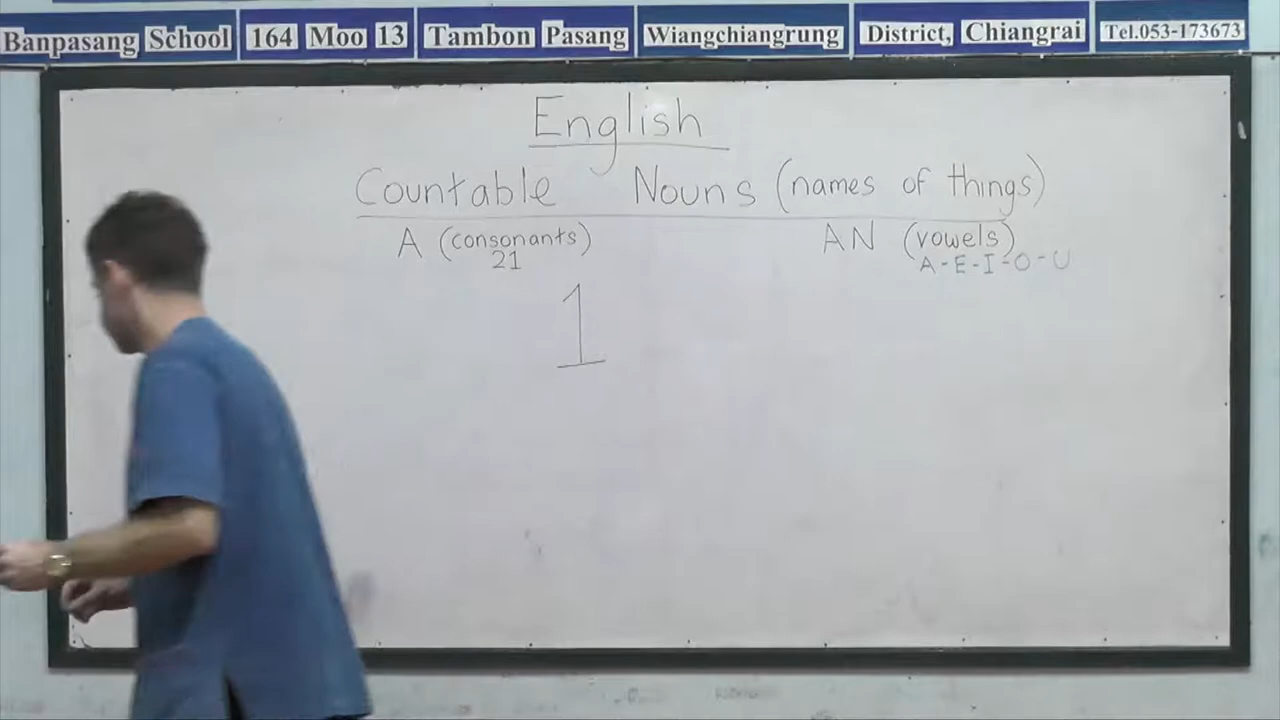 Banpasang School 164 Moo 13 Tambon Pasang Wiangchiangrung District, Chiangrai Tel.053-173673
English
Countable Nouns (names of things)
A (consonants) AN (vowels)
21 A-E-I-O-U
1